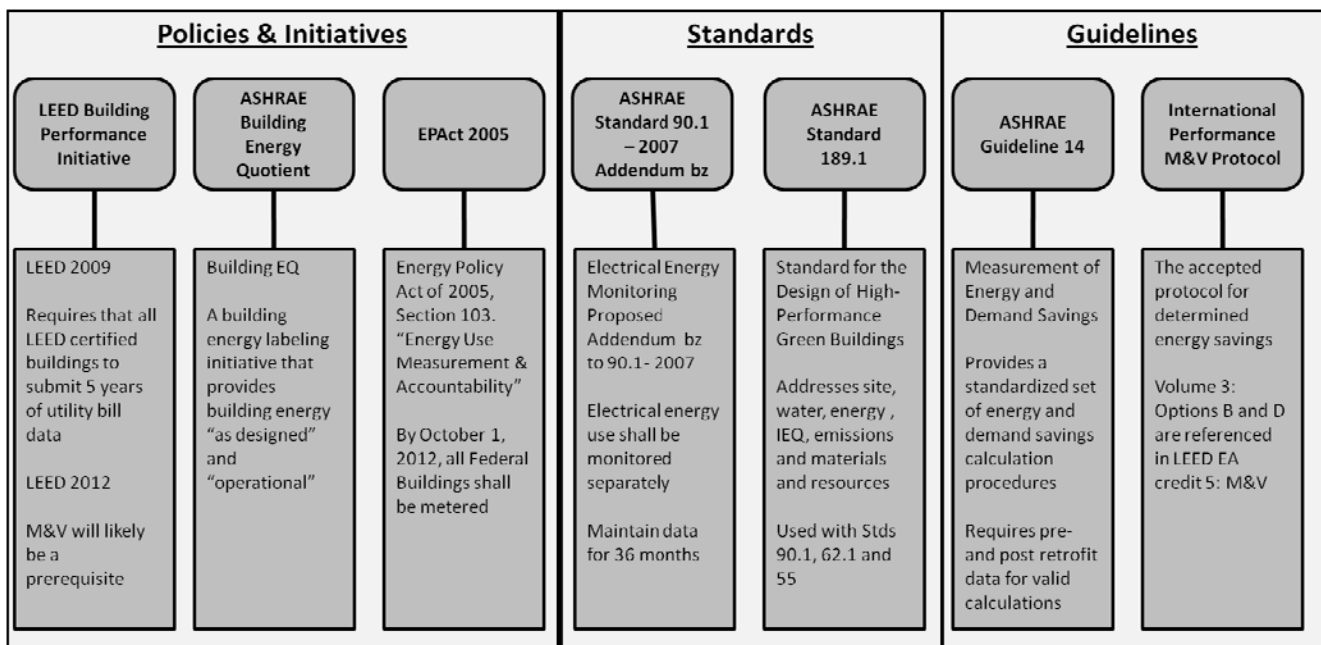 Policies & Initiatives
LEED Building
Performance
Initiative
ASHRAE
Building
Energy
Quotient
EPAct 2005
LEED 2009
Requires that all
LEED certified
buildings to
submit 5 years
of utility bill
data
LEED 2012
M&V will likely
be a
prerequisite
Building EQ
A building
energy labeling
initiative that
provides
building energy
“as designed”
and
“operational”
Energy Policy
Act of 2005,
Section 103.
“Energy Use
Measurement &
Accountability”
By October 1,
2012, all Federal
Buildings shall
be metered
Standards
ASHRAE
Standard 90.1
– 2007
Addendum bz
ASHRAE
Standard
189.1
Electrical Energy
Monitoring
Proposed
Addendum bz
to 90.1- 2007
Electrical energy
use shall be
monitored
separately
Maintain data
for 36 months
Standard for the
Design of High-
Performance
Green Buildings
Addresses site,
water, energy ,
IEQ, emissions
and materials
and resources
Used with Stds
90.1, 62.1 and
55
Guidelines
ASHRAE
Guideline 14
International
Performance
M&V Protocol
Measurement of
Energy and
Demand Savings
Provides a
standardized set
of energy and
demand savings
calculation
procedures
Requires pre-
and post retrofit
data for valid
calculations
The accepted
protocol for
determined
energy savings
Volume 3:
Options B and D
are referenced
in LEED EA
credit 5: M&V